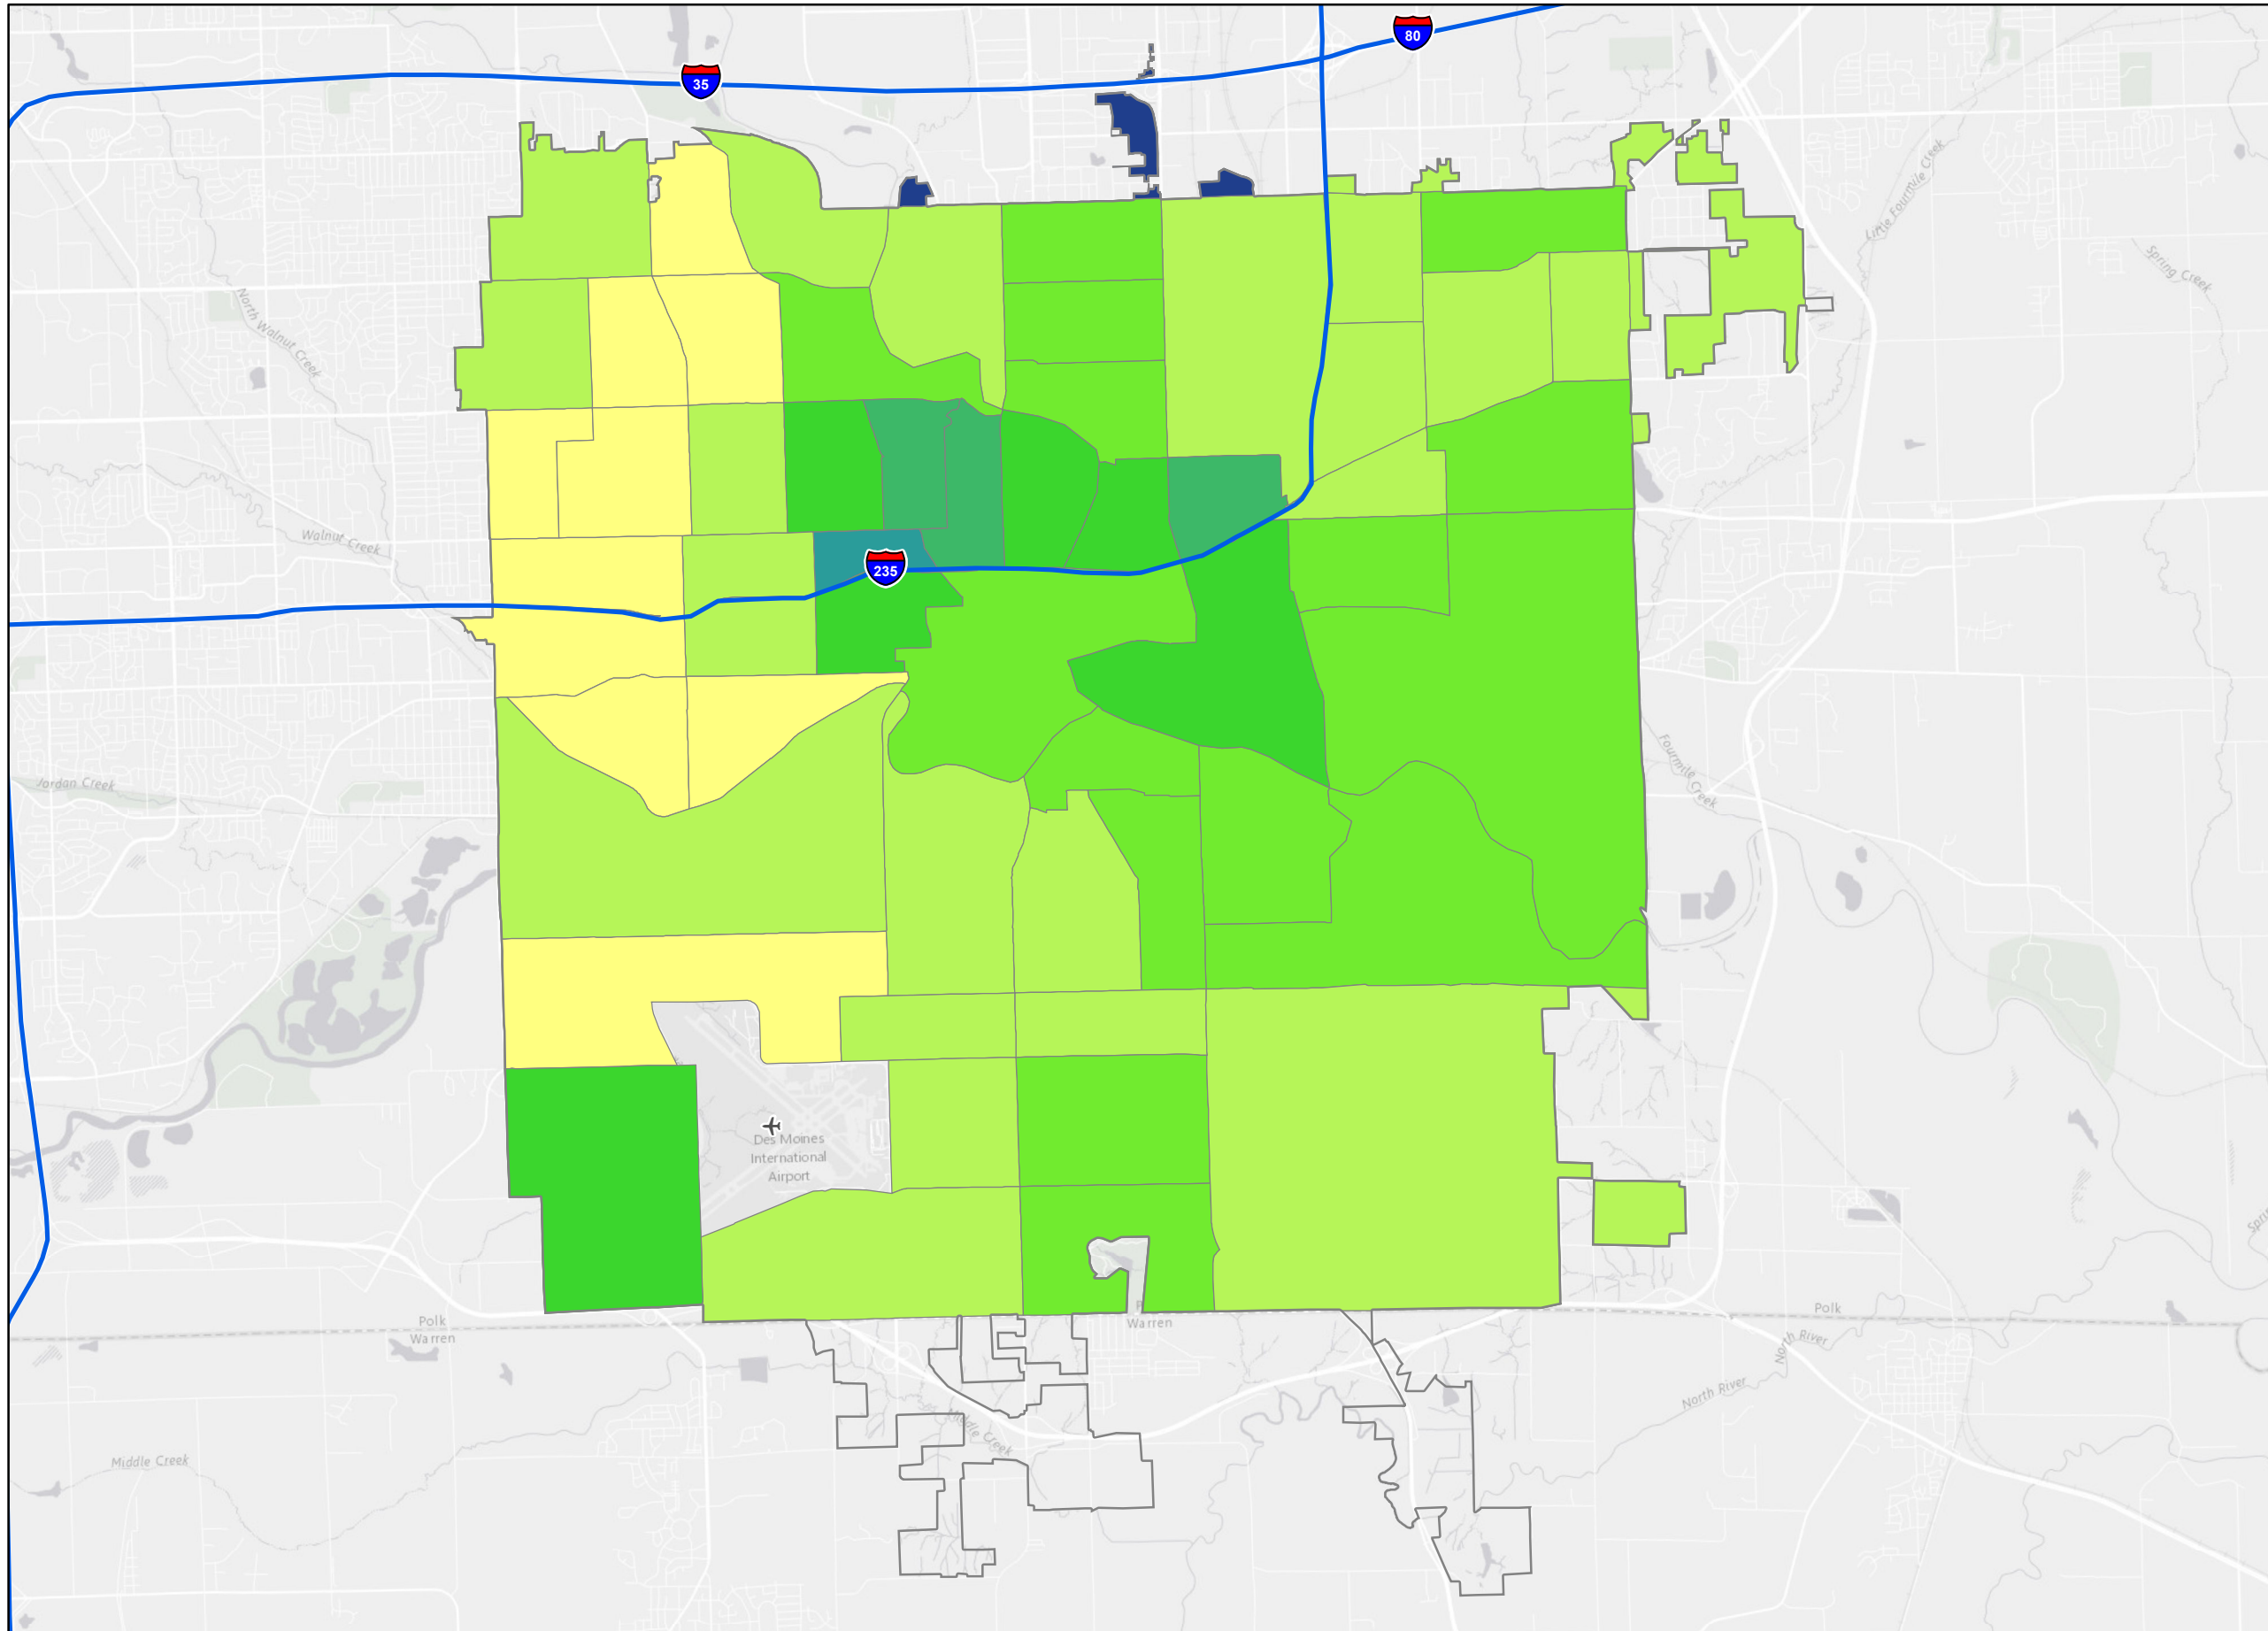 80
35
Little Fourmile Creek
Spring Creek
North Walnut Creek
Walnut Creek
235
Jordan Creek
Fourmile Creek
Des Moines
International
Airport
Polk
Warren
Warren
Polk
North River
North River
Middle Creek
Middle Creek